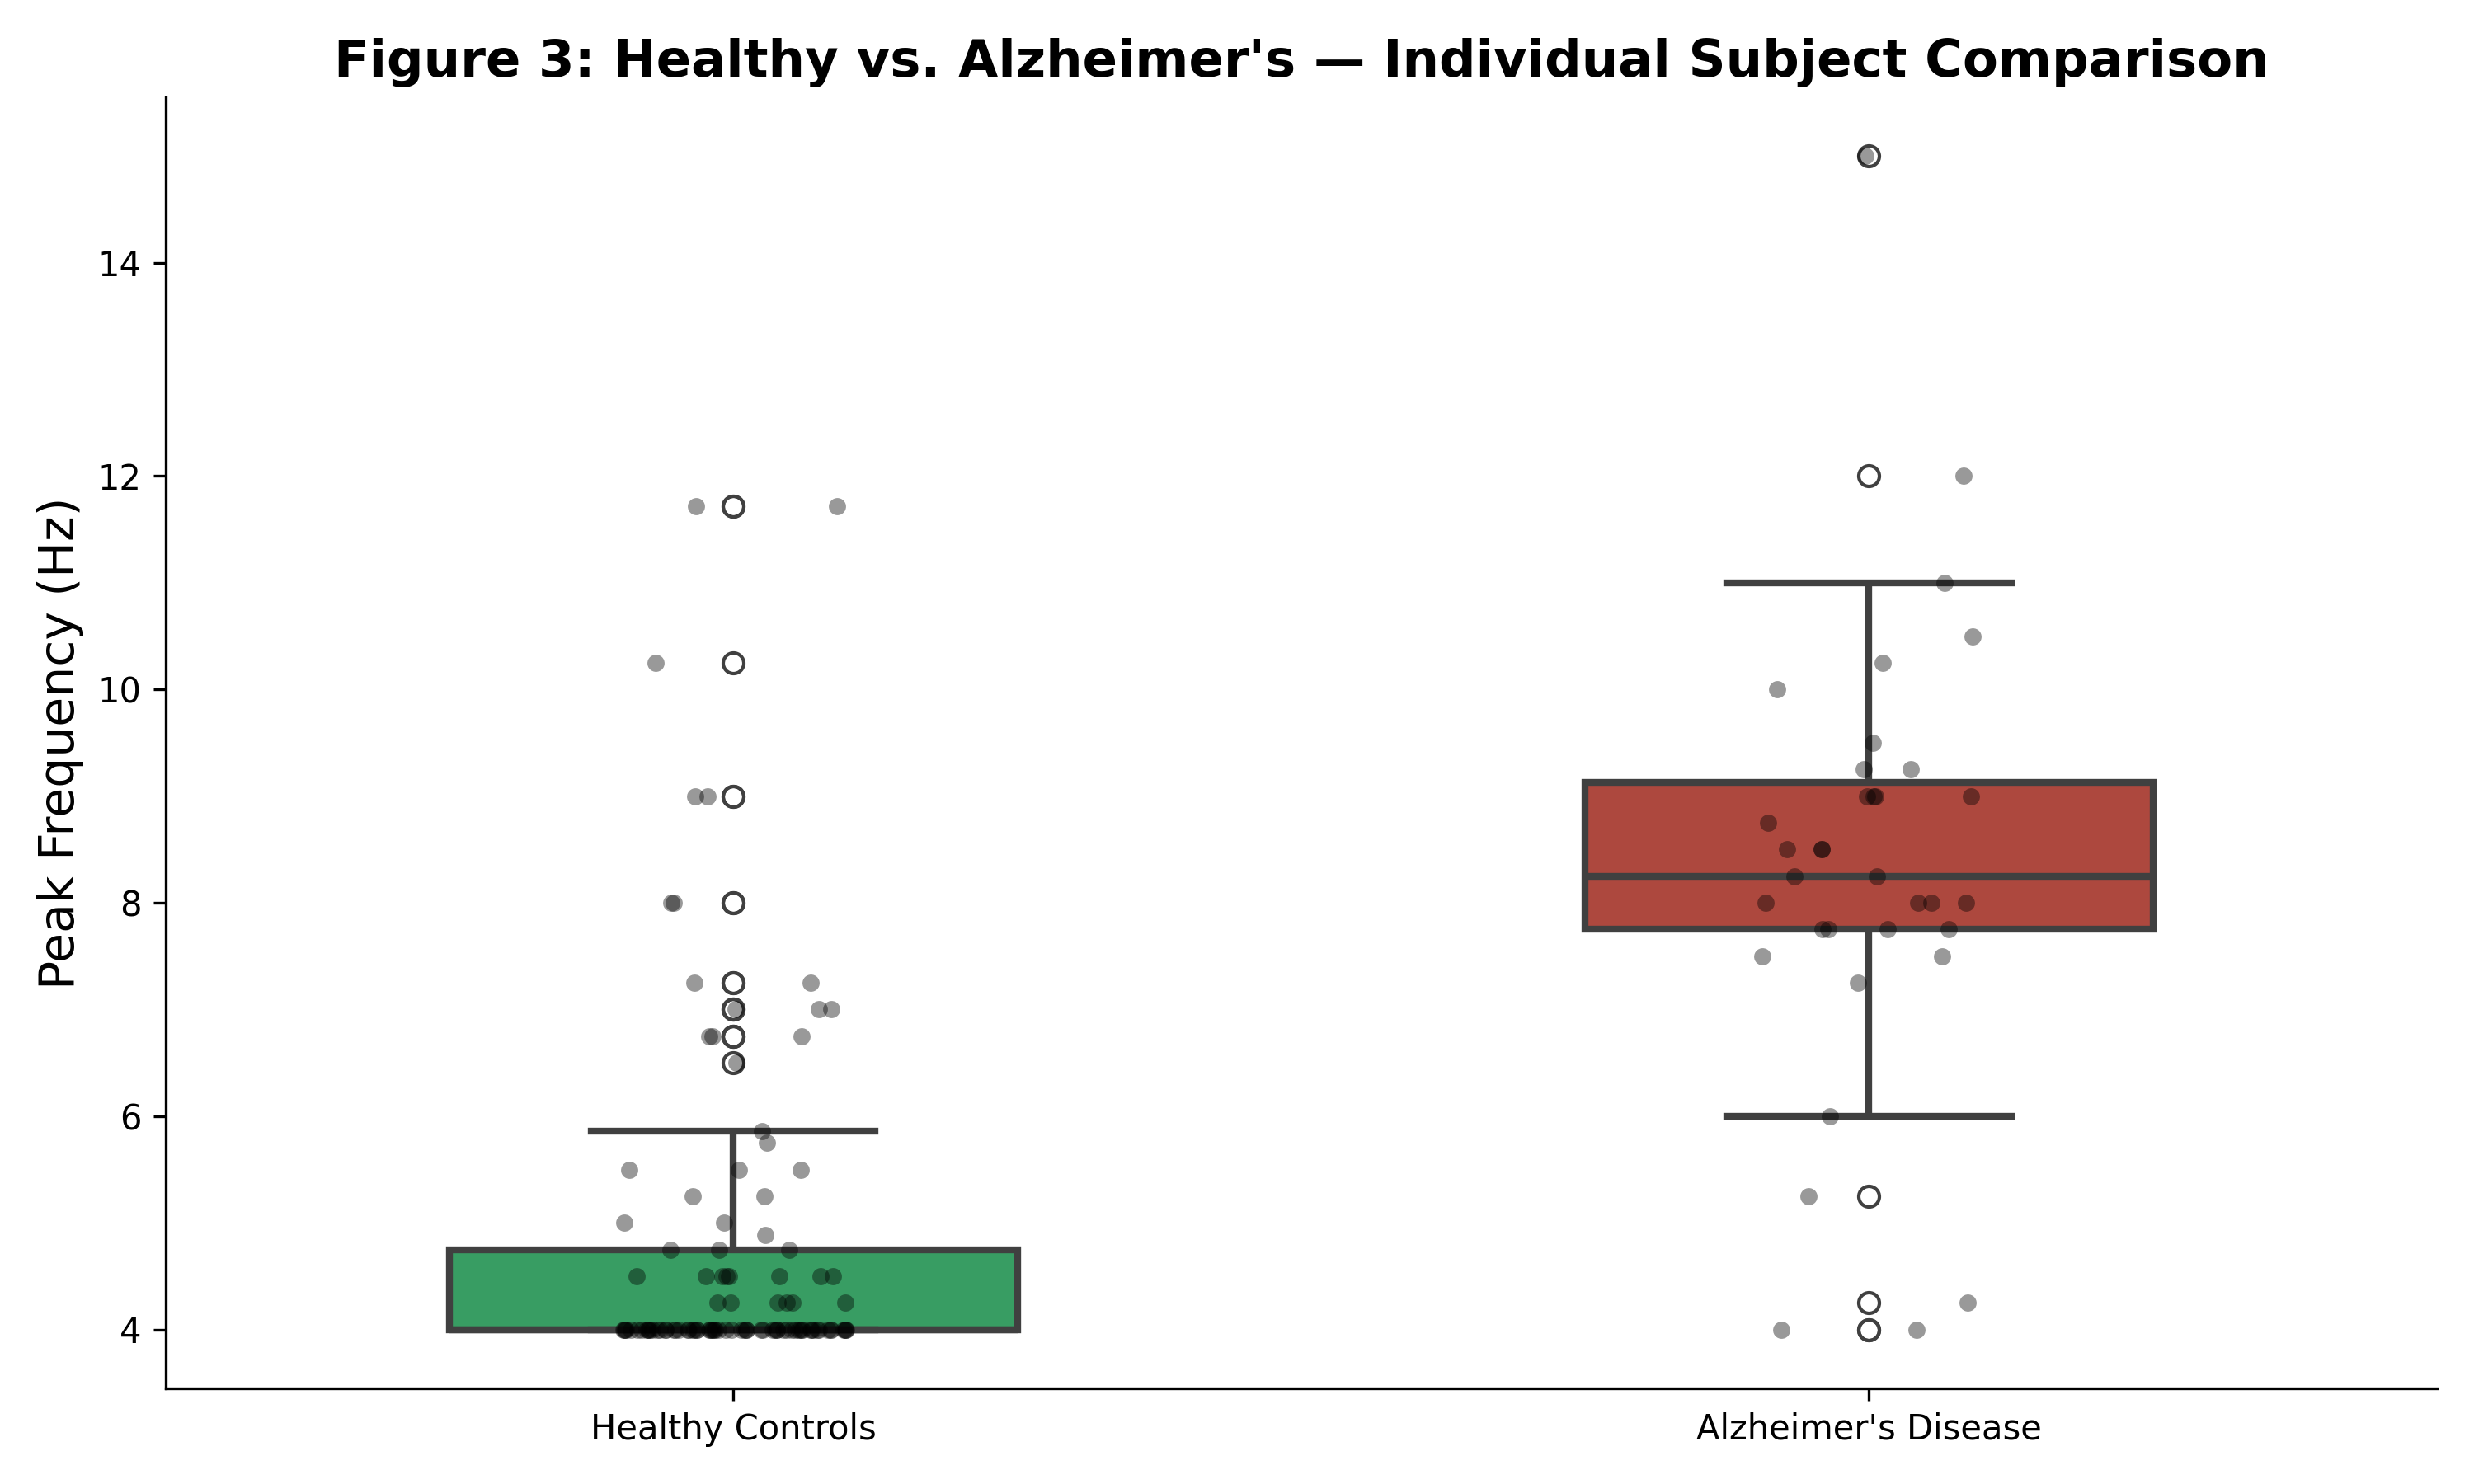 Figure 3: Healthy vs. Alzheimer's — Individual Subject Comparison
Peak Frequency (Hz)
14
12
10
8
6
4
Healthy Controls
Alzheimer's Disease